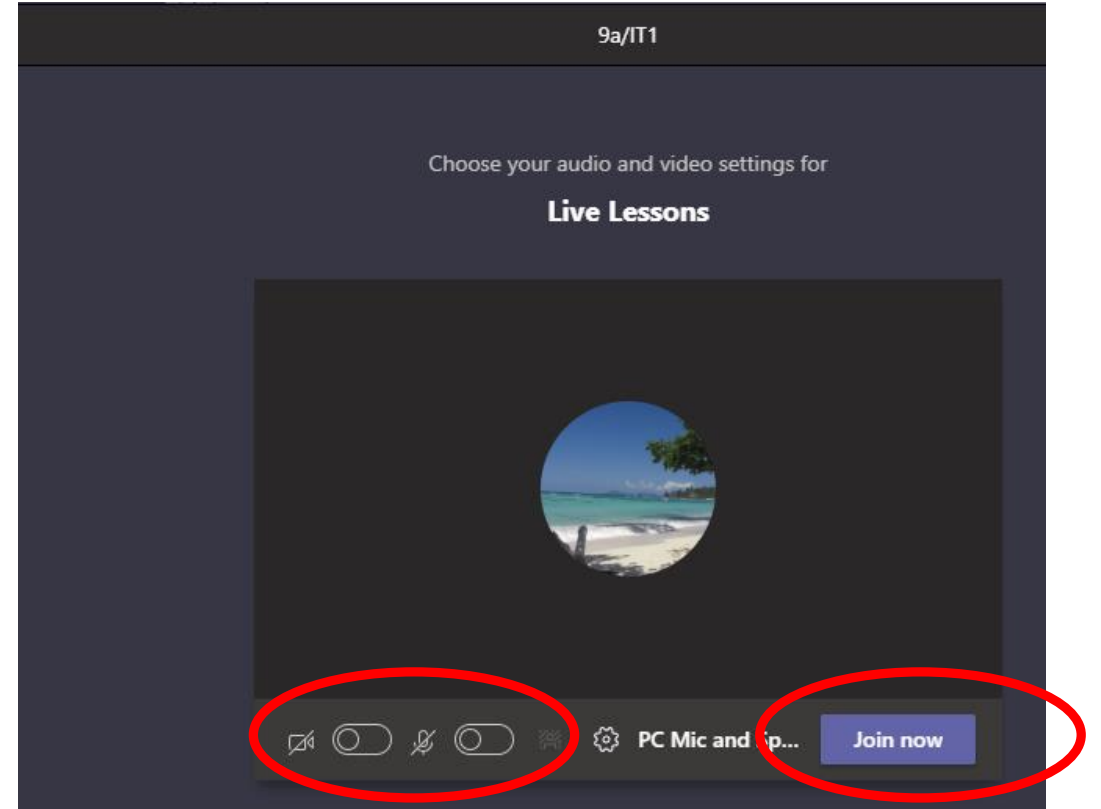 9a/IT1
Choose your audio and video settings for
Live Lessons
PC Mic and Sp...
Join now